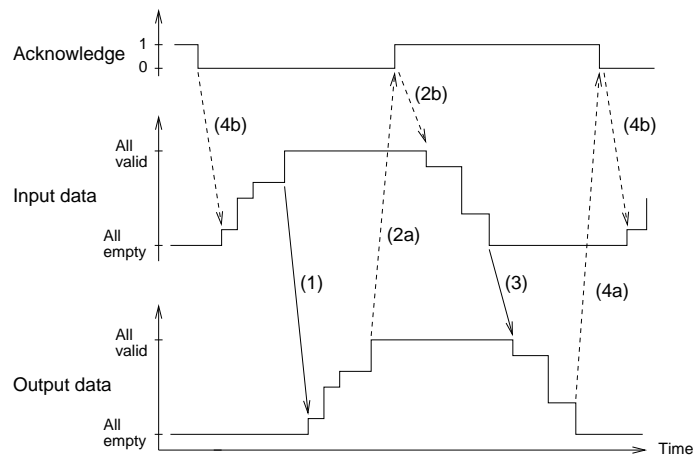 Acknowledge
1
0
(2b)
(4b)
(4b)
All
valid
Input data
(2a)
All
empty
(1)
(3)
(4a)
All
valid
Output data
All
empty
Time